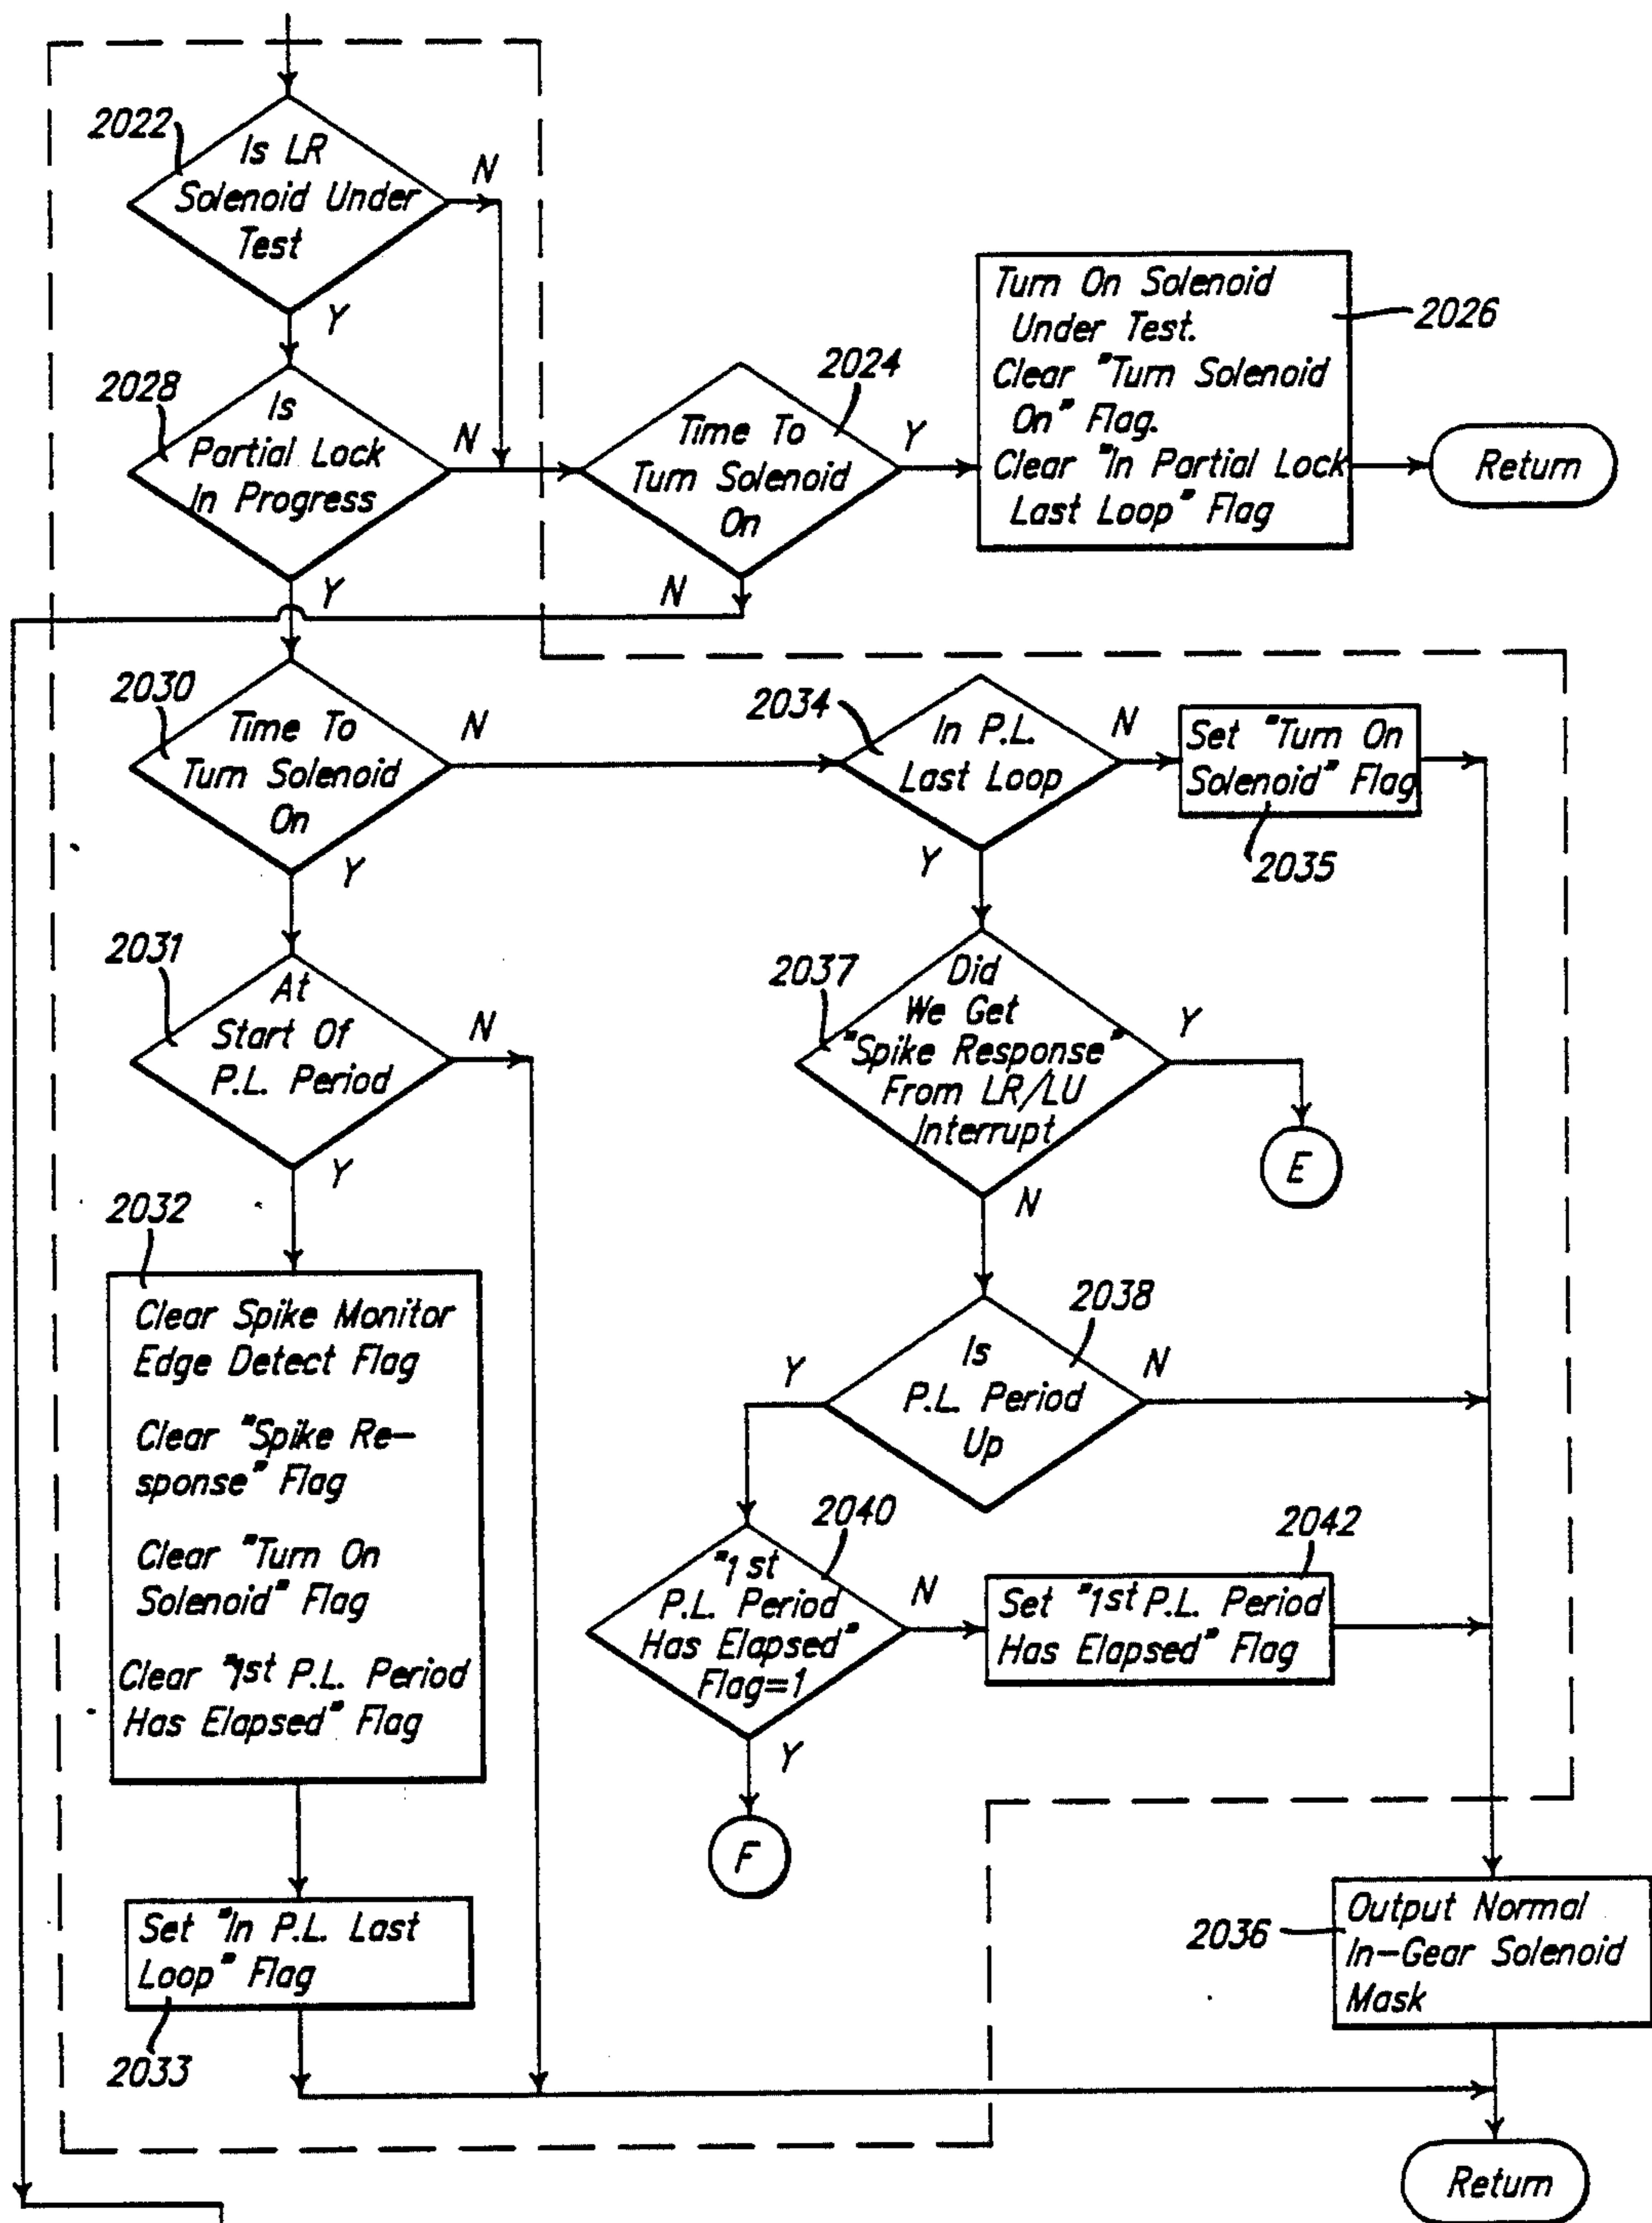 2022
Is LR
Solenoid Under
Test
N
Y
2028
Is
Partial Lock
In Progress
N
Y
2024
Time To
Turn Solenoid
On
Y
N
Turn On Solenoid
Under Test.
Clear "Turn Solenoid
On" Flag.
Clear "In Partial Lock
Last Loop" Flag
2026
Return
2030
Time To
Turn Solenoid
On
N
Y
2034
In P.L.
Last Loop
N
Y
Set "Turn On
Solenoid" Flag
2035
2031
At
Start Of
P.L. Period
N
Y
2037
Did
We Get
"Spike Response"
From LR/LU
Interrupt
Y
N
E
2032
Clear Spike Monitor
Edge Detect Flag
Clear "Spike Re-
sponse" Flag
Clear "Turn On
Solenoid" Flag
Clear "1st P.L. Period
Has Elapsed" Flag
2038
Is
P.L. Period
Up
Y
N
2040
"1st
P.L. Period
Has Elapsed"
Flag=1
N
Y
2042
Set "1st P.L. Period
Has Elapsed" Flag
F
Set "In P.L. Last
Loop" Flag
2033
2036
Output Normal
In-Gear Solenoid
Mask
Return